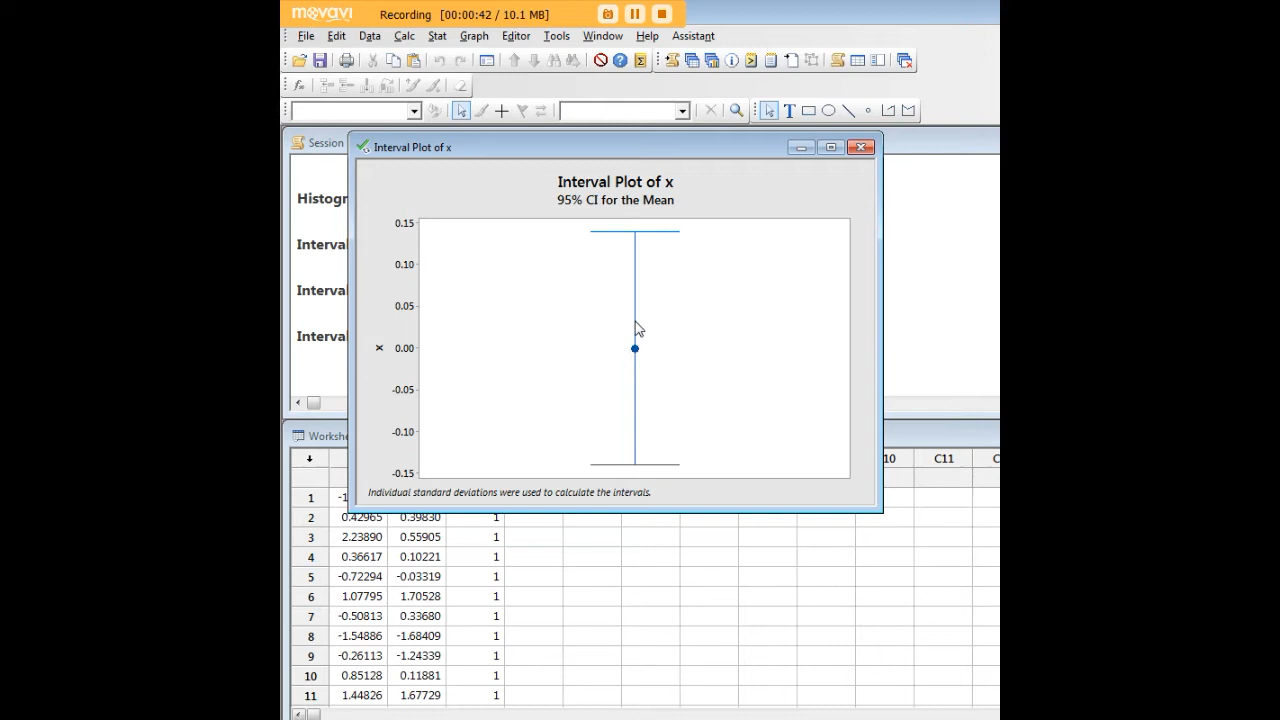 movavi Recording [00:00:42 / 10.1 MB]
File Edit Data Calc Stat Graph Editor Tools Window Help Assistant
Session
Interval Plot of x
Histogr
Interval
Interval
Interval
Interval Plot of x
95% CI for the Mean
0.15
0.10
0.05
x 0.00
-0.05
-0.10
-0.15
Individual standard deviations were used to calculate the intervals.
Workshe
10 C11 C
1 -1
2 0.42965 0.39830 1
3 2.23890 0.55905 1
4 0.36617 0.10221 1
5 -0.72294 -0.03319 1
6 1.07795 1.70528 1
7 -0.50813 0.33680 1
8 -1.54886 -1.68409 1
9 -0.26113 -1.24339 1
10 0.85128 0.11881 1
11 1.44826 1.67729 1